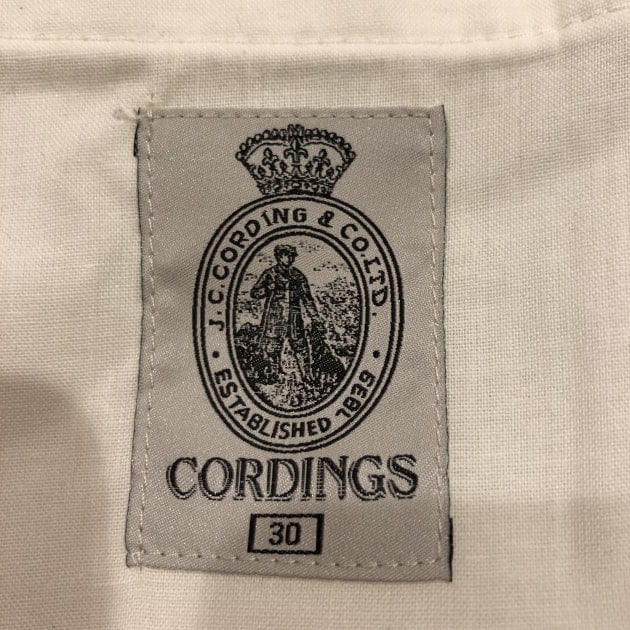 J.C. CORDING & CO. LTD.
· ESTABLISHED 1839 ·
CORDINGS
30